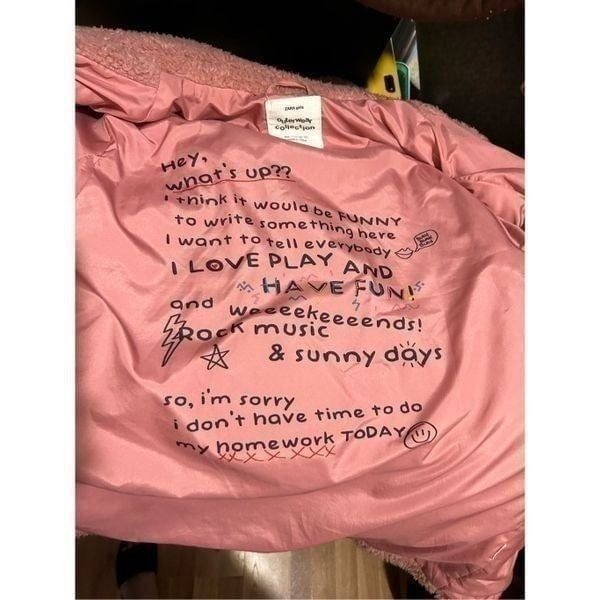 ZARA girls
outerwear
collection
Hey,
what's up??
I think it would be FUNNY
to write something here
I want to tell everybody
I LOVE PLAY AND
HAVE FUN!
and weeeekeeeends!
Rock music
& sunny days
so, i'm sorry
i don't have time to do
my homework TODAY
xx x x xxx